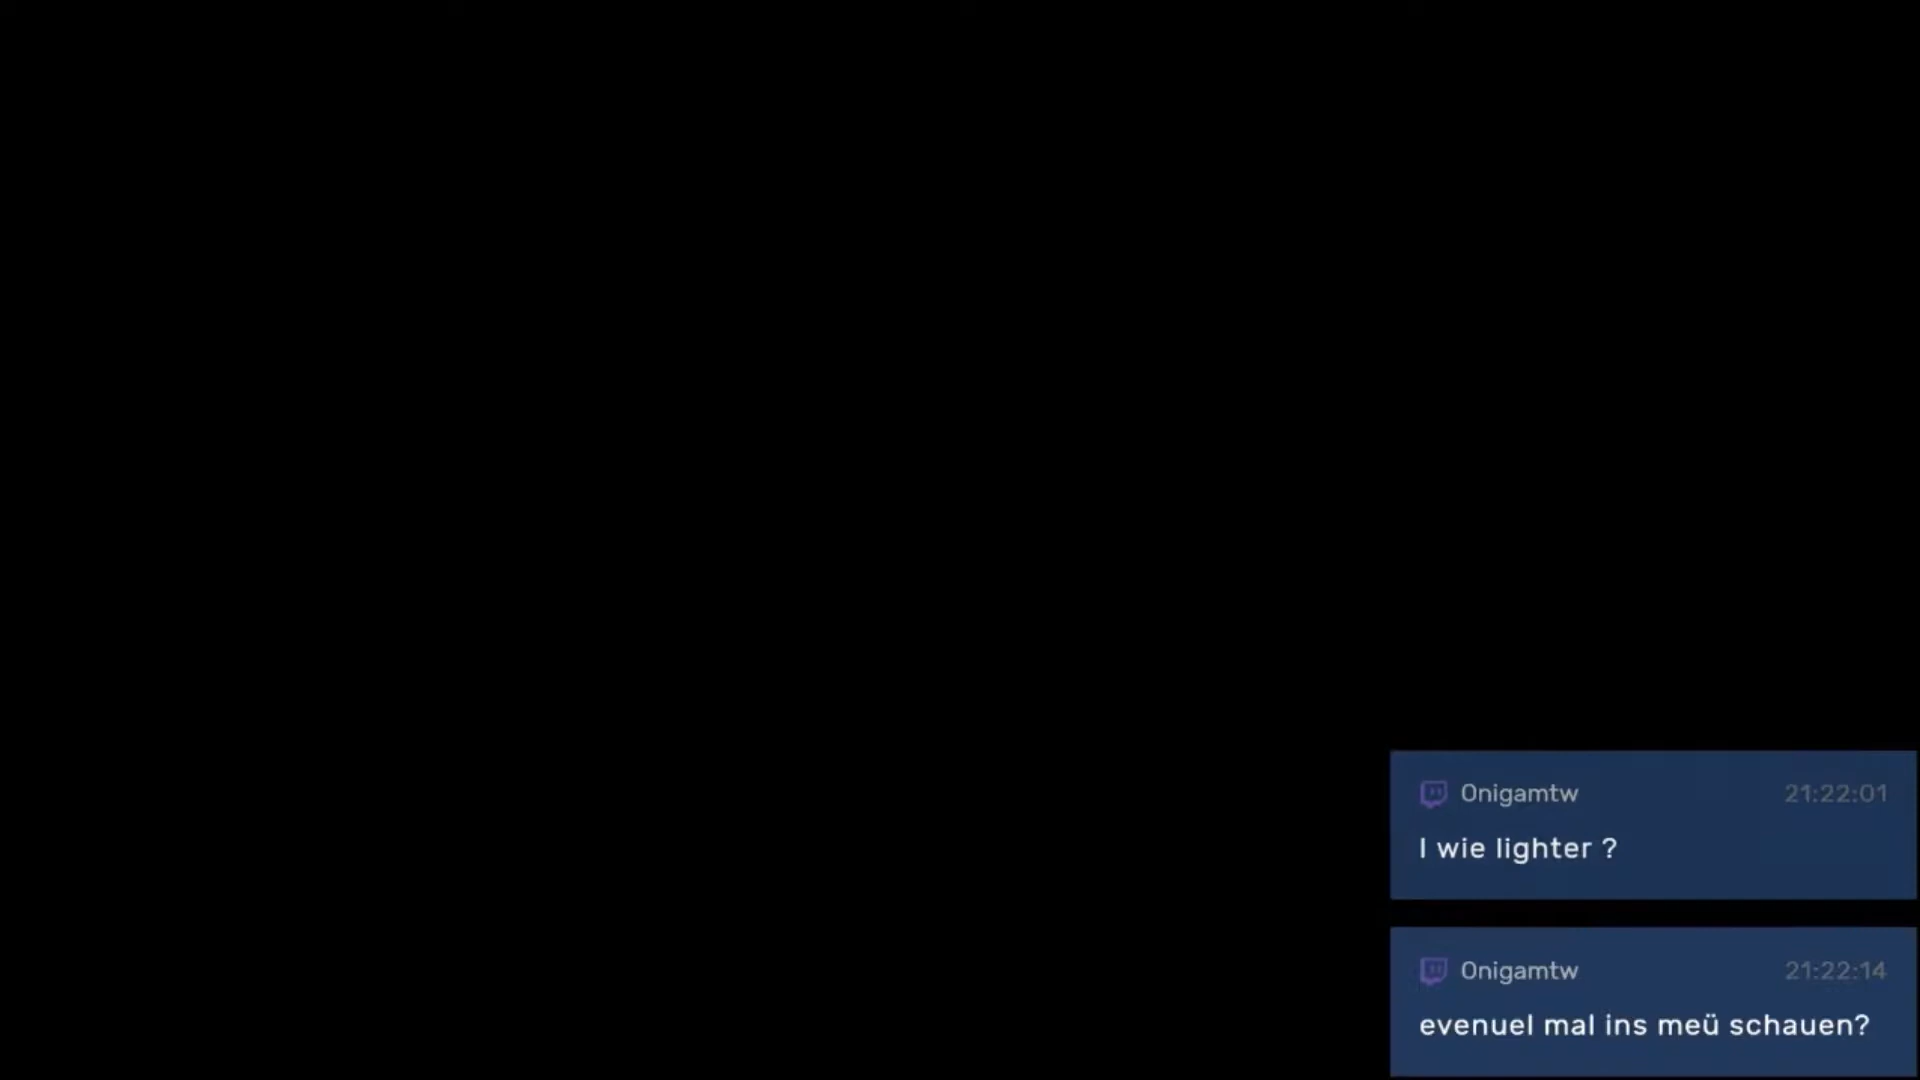 Onigamtw 21:22:01
l wie lighter ?
Onigamtw 21:22:14
evenuel mal ins meü schauen?